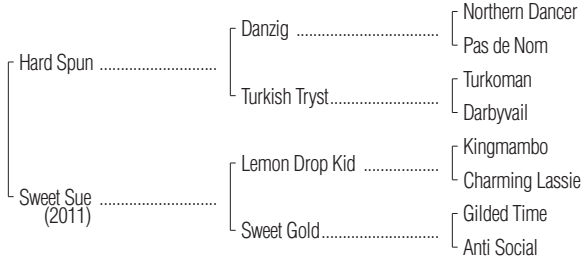 Northern Dancer
Danzig ....................................
Pas de Nom
Hard Spun .............................
Turkoman
Turkish Tryst...........................
Darbyvail
Kingmambo
Lemon Drop Kid ...................
Charming Lassie
Sweet Sue .............................
(2011)
Gilded Time
Sweet Gold.............................
Anti Social